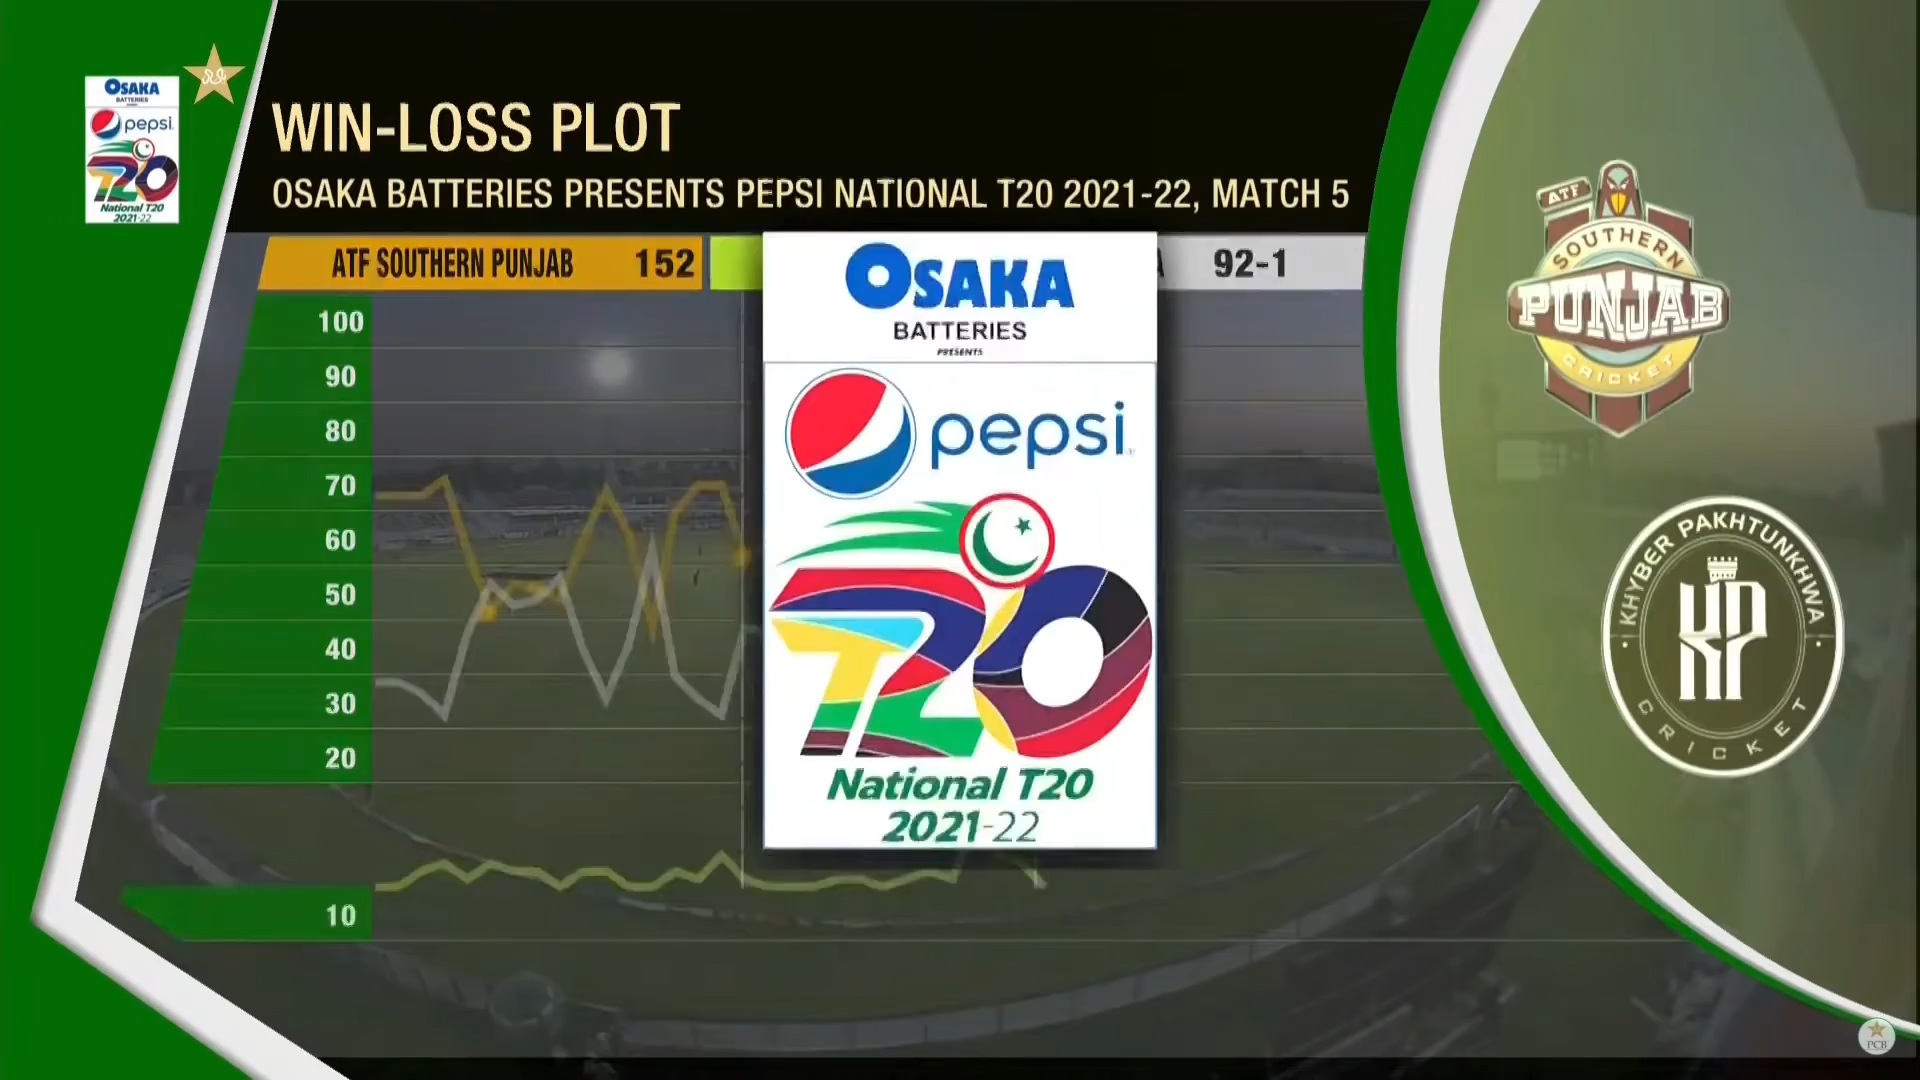 OSAKA
BATTERIES
pepsi
T20
National T20
2021-22
WIN-LOSS PLOT
OSAKA BATTERIES PRESENTS PEPSI NATIONAL T20 2021-22, MATCH 5
ATF SOUTHERN PUNJAB 152
A 92-1
100
90
80
70
60
50
40
30
20
10
OSAKA
BATTERIES
PRESENTS
pepsi
T20
National T20
2021-22
ATF
SOUTHERN
PUNJAB
CRICKET
KHYBER PAKHTUNKHWA
KP
CRICKET
PCB